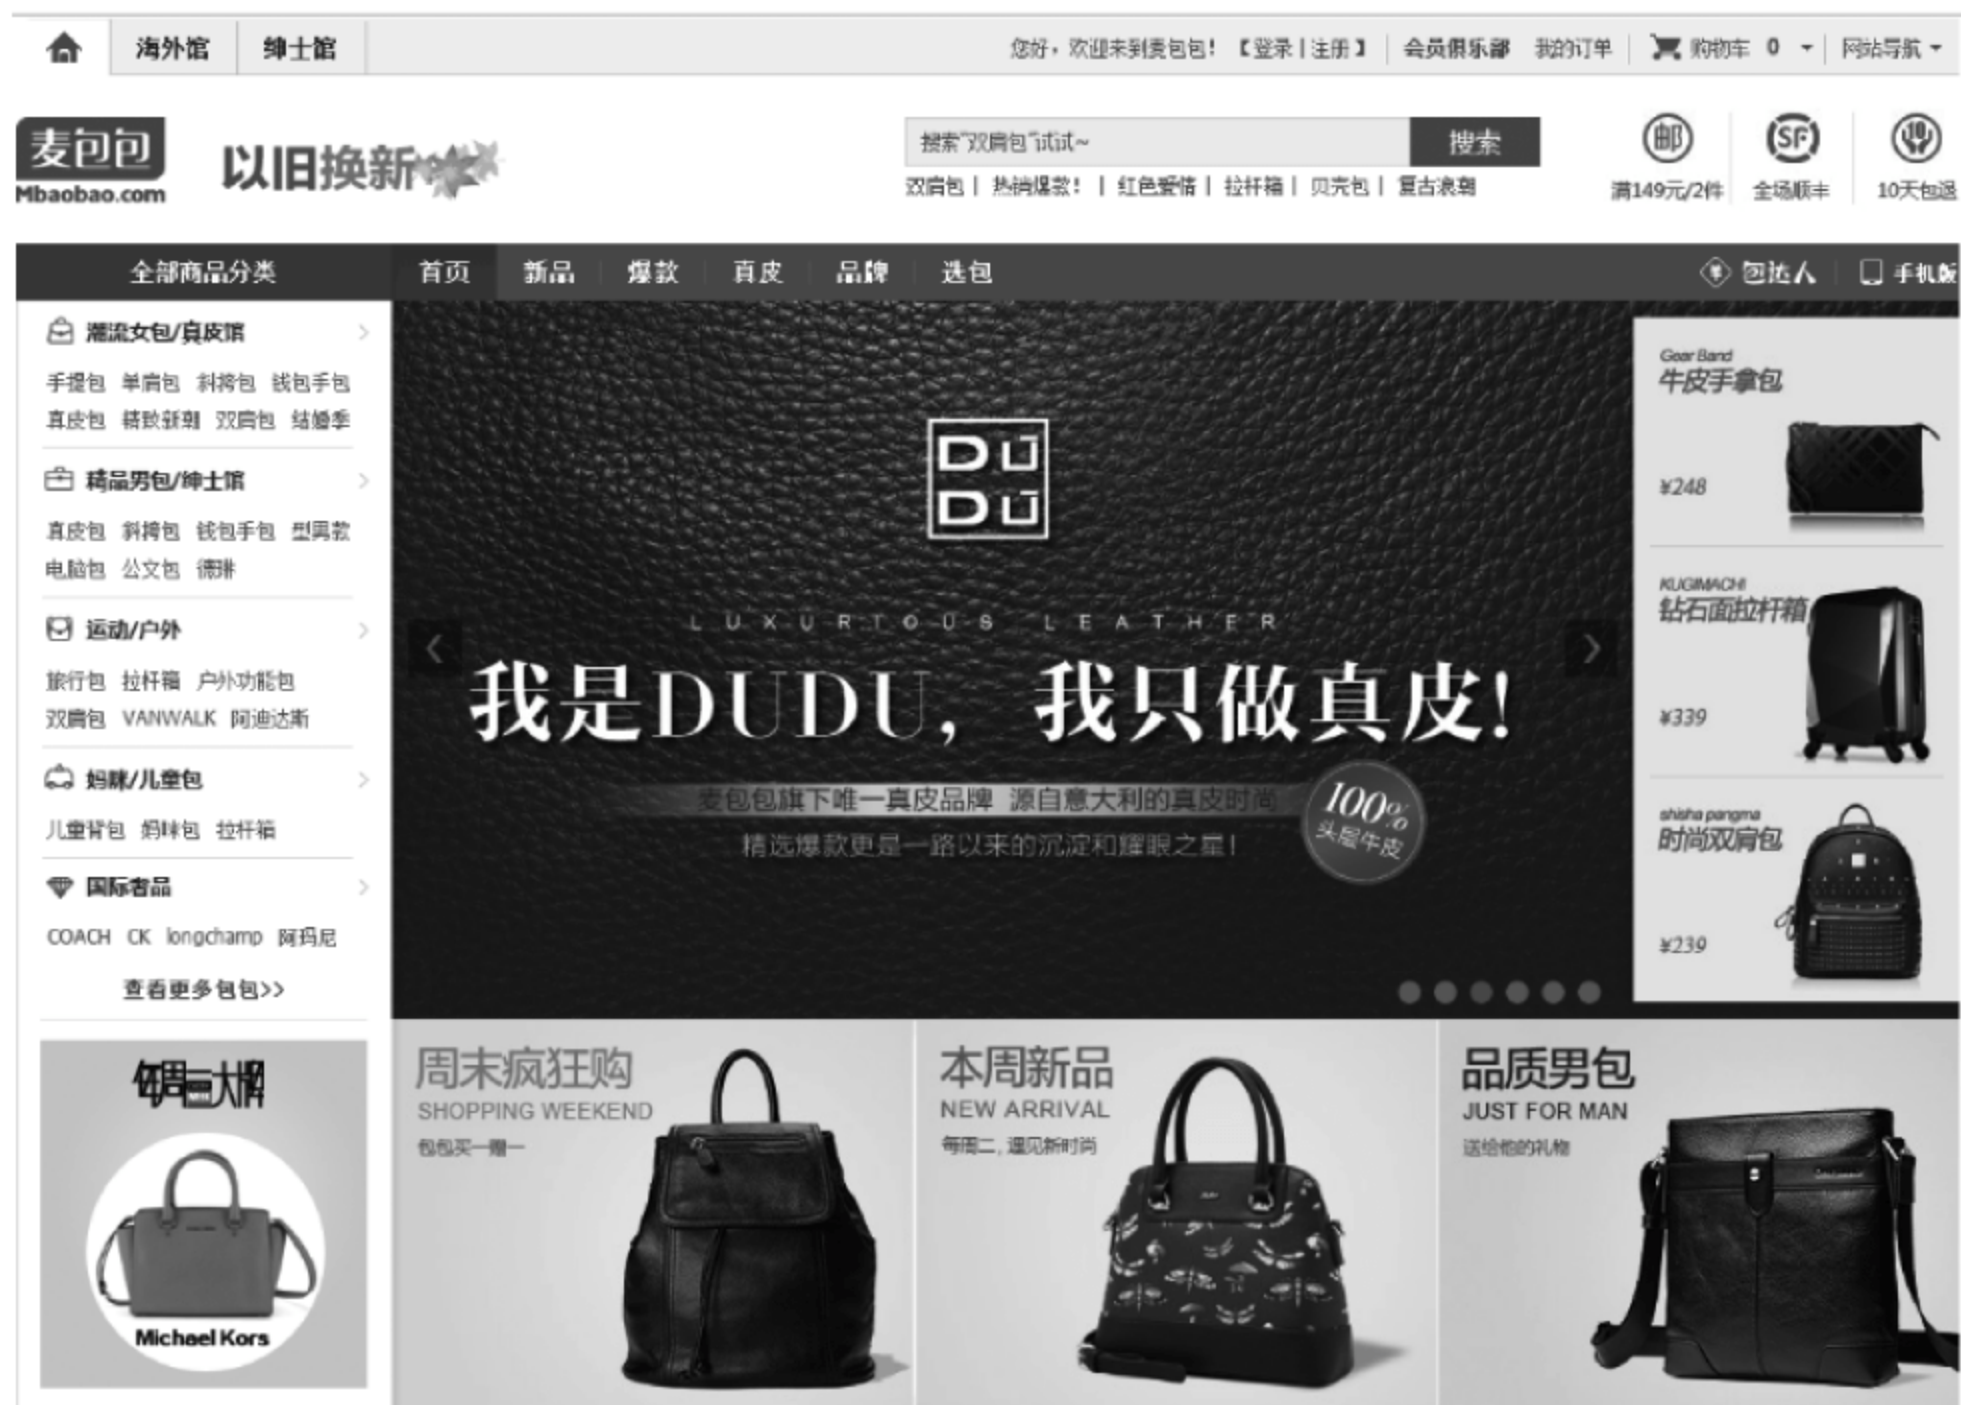 海外馆 绅士馆 您好，欢迎来到麦包包！【登录 | 注册】 会员俱乐部 我的订单 购物车 0 网站导航
麦包包
Mbaobao.com
以旧换新
搜索"双肩包"试试~ 搜索
双肩包 | 热销爆款！ | 红色爱情 | 拉杆箱 | 贝壳包 | 复古浪潮
邮 SF 10
满149元/2件 全场顺丰 10天包退
全部商品分类 首页 新品 爆款 真皮 品牌 选包 包达人 手机版
潮流女包/真皮馆
手提包 单肩包 斜挎包 钱包手包
真皮包 精致新潮 双肩包 结婚季
精品男包/绅士馆
真皮包 斜挎包 钱包手包 型男款
电脑包 公文包 德琳
运动/户外
旅行包 拉杆箱 户外功能包
双肩包 VANWALK 阿迪达斯
妈咪/儿童包
儿童背包 妈咪包 拉杆箱
国际奢品
COACH CK longchamp 阿玛尼
查看更多包包>>
大牌
Michael Kors
DU
DU
LUXURTOUS LEATHER
我是DUDU，我只做真皮!
麦包包旗下唯一真皮品牌 源自意大利的真皮时尚
精选爆款更是一路以来的沉淀和耀眼之星！
100%
头层牛皮
Gear Band
牛皮手拿包
¥248
KUGIMACHI
钻石面拉杆箱
¥339
shisha pangma
时尚双肩包
¥239
周末疯狂购
SHOPPING WEEKEND
包包买一赠一
本周新品
NEW ARRIVAL
每周二，遇见新时尚
品质男包
JUST FOR MAN
送给他的礼物